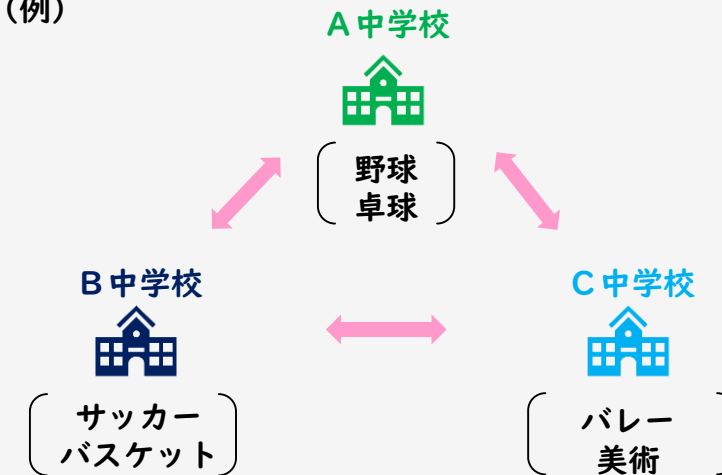 （例）
A中学校
野球
卓球
B中学校
サッカー
バスケット
C中学校
バレー
美術